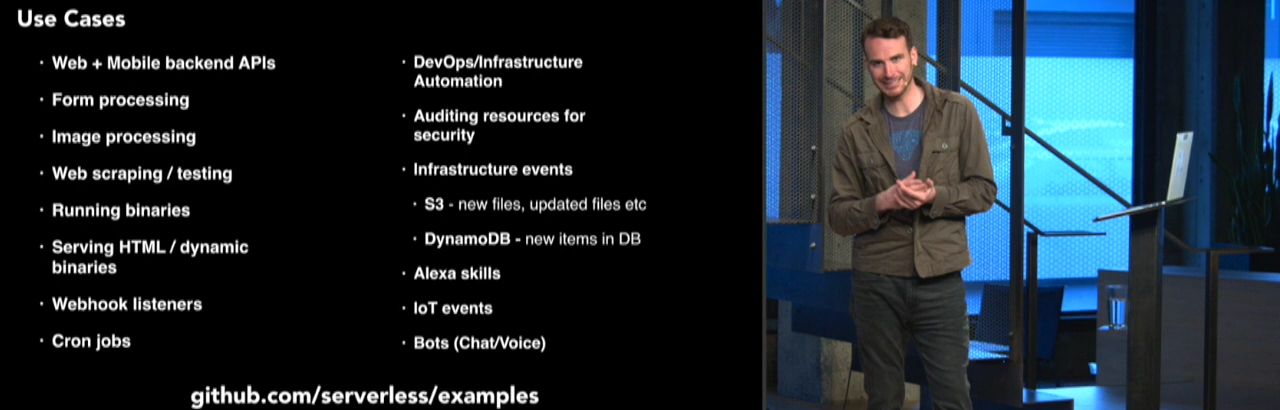 Use Cases
· Web + Mobile backend APIs
· Form processing
· Image processing
· Web scraping / testing
· Running binaries
· Serving HTML / dynamic
binaries
· Webhook listeners
· Cron jobs
· DevOps/Infrastructure
Automation
· Auditing resources for
security
· Infrastructure events
· S3 - new files, updated files etc
· DynamoDB - new items in DB
· Alexa skills
· IoT events
· Bots (Chat/Voice)
github.com/serverless/examples